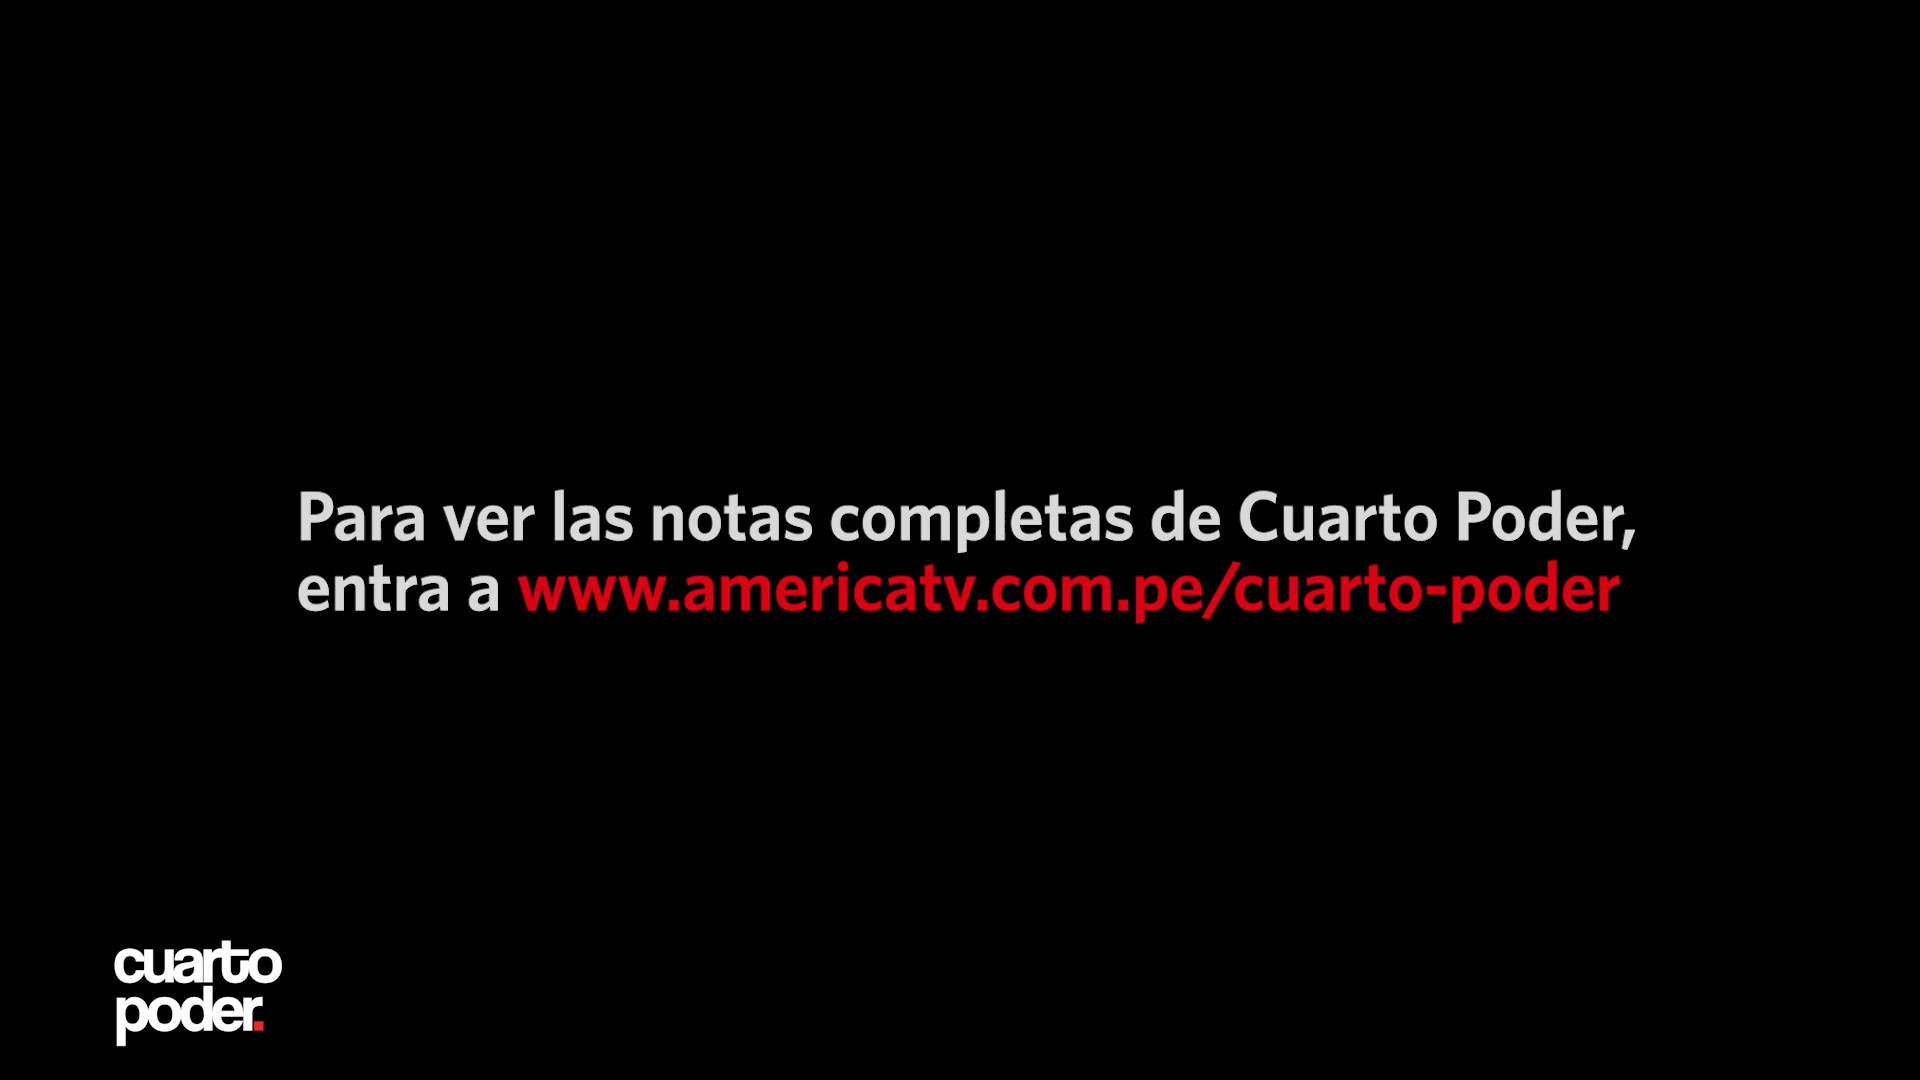 Para ver las notas completas de Cuarto Poder,
entra a www.americatv.com.pe/cuarto-poder
cuarto
poder.